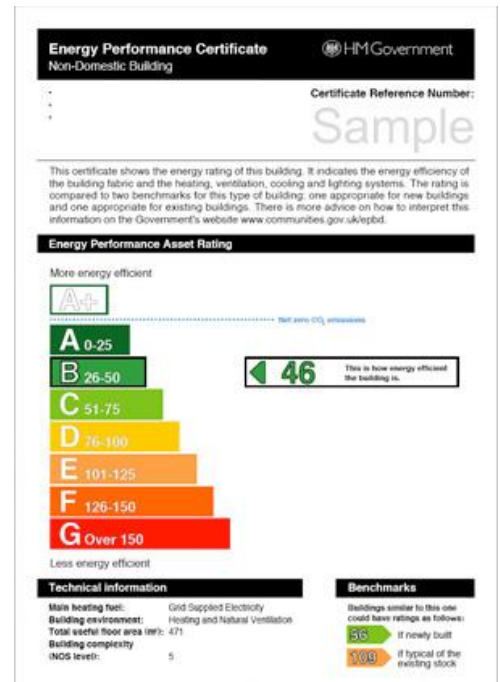 Energy Performance Certificate
HM Government
Non-Domestic Building
Certificate Reference Number:
Sample
This certificate shows the energy rating of this building. It indicates the energy efficiency of
the building fabric and the heating, ventilation, cooling and lighting systems. The rating is
compared to two benchmarks for this type of building: one appropriate for new buildings
and one appropriate for existing buildings. There is more advice on how to interpret this
information on the Government's website www.communities.gov.uk/epbd.
Energy Performance Asset Rating
More energy efficient
A+
Net zero CO2 emissions
A 0-25
B 26-50
46
This is how energy efficient
the building is.
C 51-75
D 76-100
E 101-125
F 126-150
G Over 150
Less energy efficient
Technical information
Main heating fuel: Grid Supplied Electricity
Building environment: Heating and Natural Ventilation
Total useful floor area (m²): 471
Building complexity
(NOS level): 5
Benchmarks
Buildings similar to this one
could have ratings as follows:
If newly built
109
If typical of the
existing stock